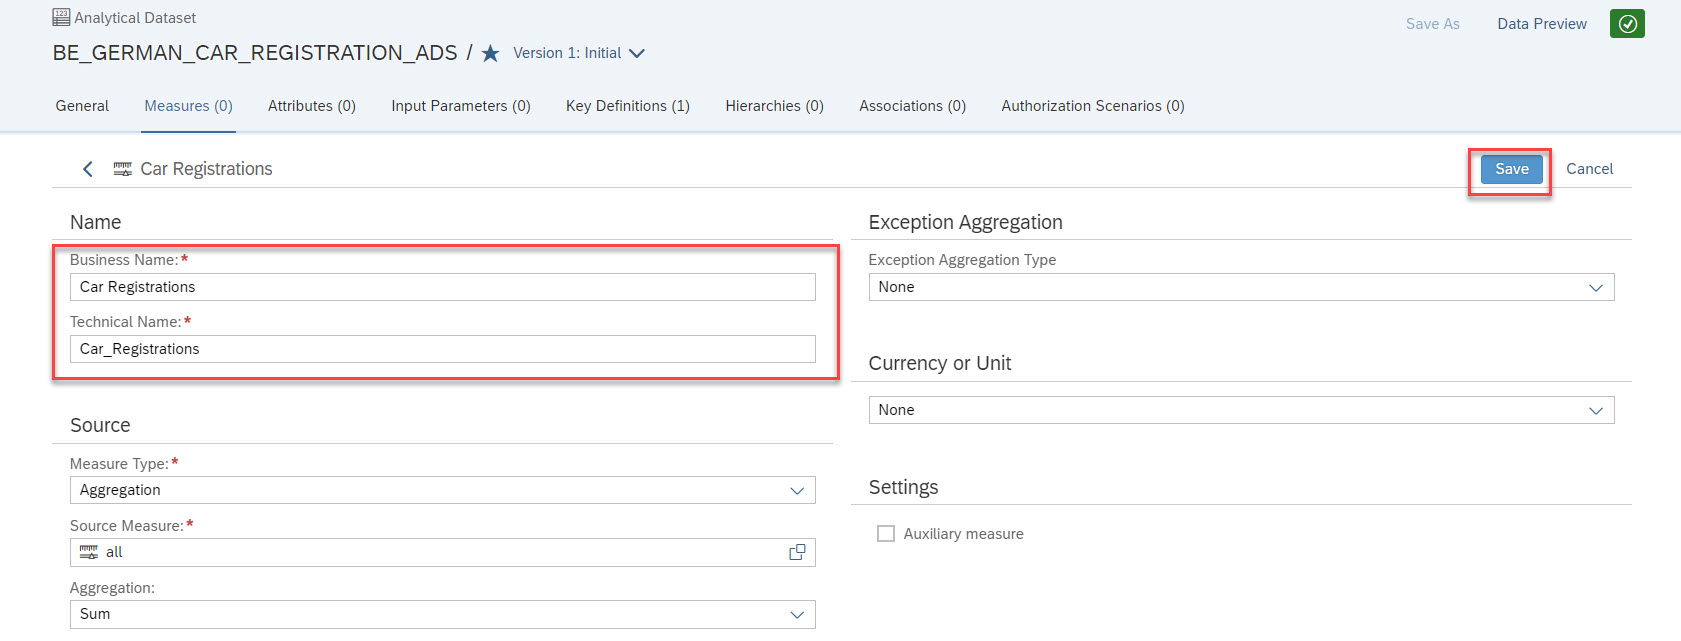 Analytical Dataset
Save As
Data Preview
BE_GERMAN_CAR_REGISTRATION_ADS /
Version 1: Initial
General
Measures (0)
Attributes (0)
Input Parameters (0)
Key Definitions (1)
Hierarchies (0)
Associations (0)
Authorization Scenarios (0)
Car Registrations
Save
Cancel
Name
Business Name:*
Car Registrations
Technical Name:*
Car_Registrations
Source
Measure Type:*
Aggregation
Source Measure:*
all
Aggregation:
Sum
Exception Aggregation
Exception Aggregation Type
None
Currency or Unit
None
Settings
Auxiliary measure